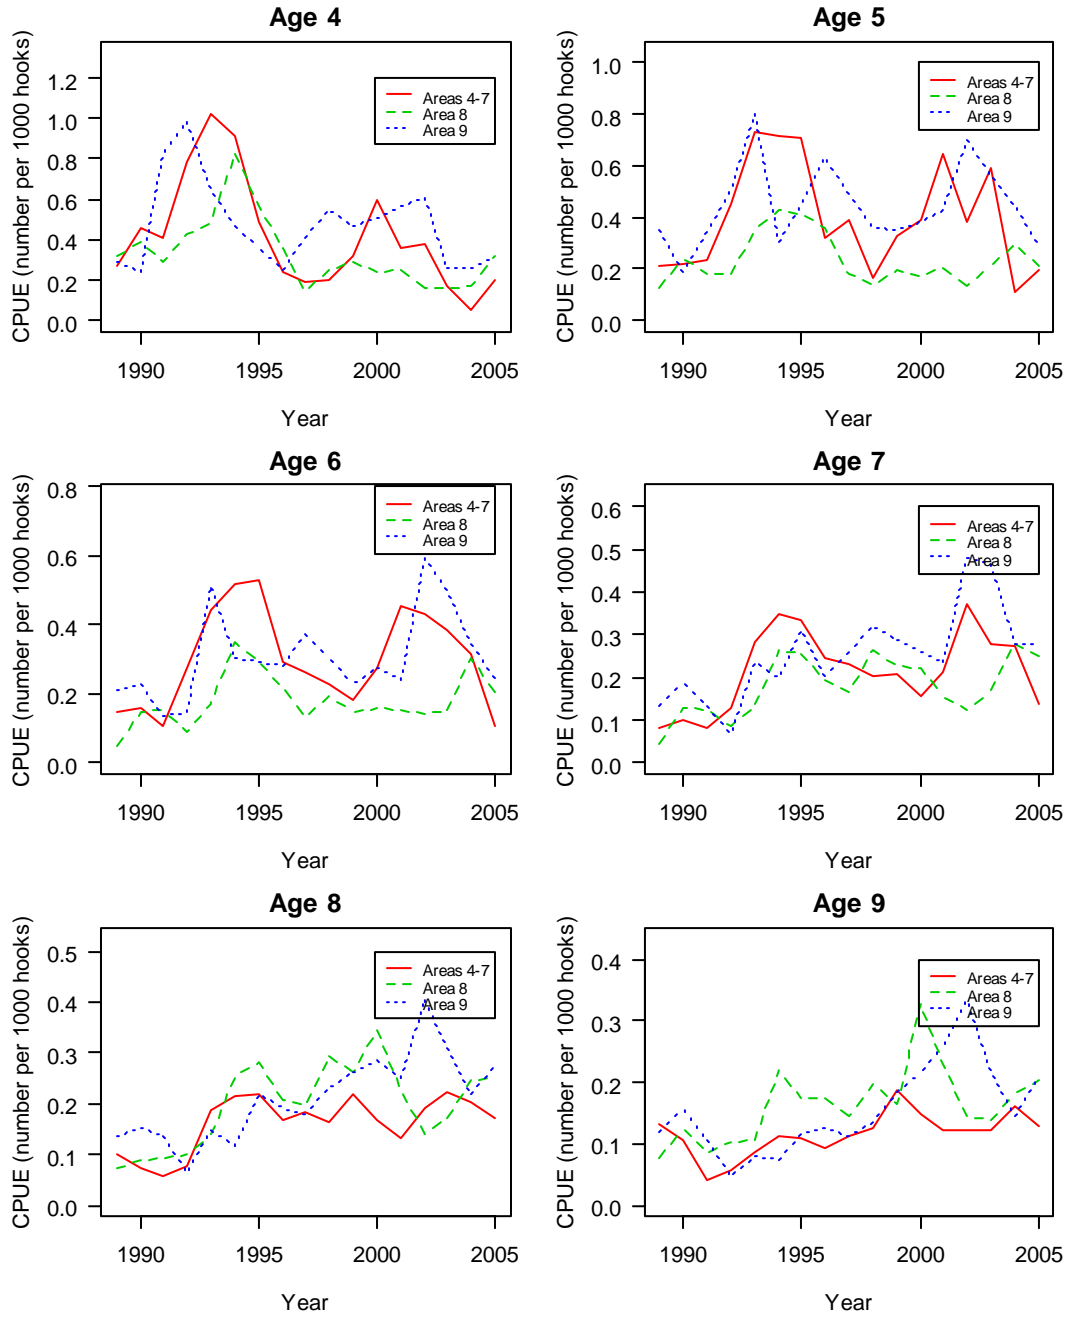 Age 4
CPUE (number per 1000 hooks)
1.2
1.0
0.8
0.6
0.4
0.2
0.0
Areas 4-7
Area 8
Area 9
1990 1995 2000 2005
Year
Age 5
CPUE (number per 1000 hooks)
1.0
0.8
0.6
0.4
0.2
0.0
Areas 4-7
Area 8
Area 9
1990 1995 2000 2005
Year
Age 6
CPUE (number per 1000 hooks)
0.8
0.6
0.4
0.2
0.0
Areas 4-7
Area 8
Area 9
1990 1995 2000 2005
Year
Age 7
CPUE (number per 1000 hooks)
0.6
0.5
0.4
0.3
0.2
0.1
0.0
Areas 4-7
Area 8
Area 9
1990 1995 2000 2005
Year
Age 8
CPUE (number per 1000 hooks)
0.5
0.4
0.3
0.2
0.1
0.0
Areas 4-7
Area 8
Area 9
1990 1995 2000 2005
Year
Age 9
CPUE (number per 1000 hooks)
0.4
0.3
0.2
0.1
0.0
Areas 4-7
Area 8
Area 9
1990 1995 2000 2005
Year